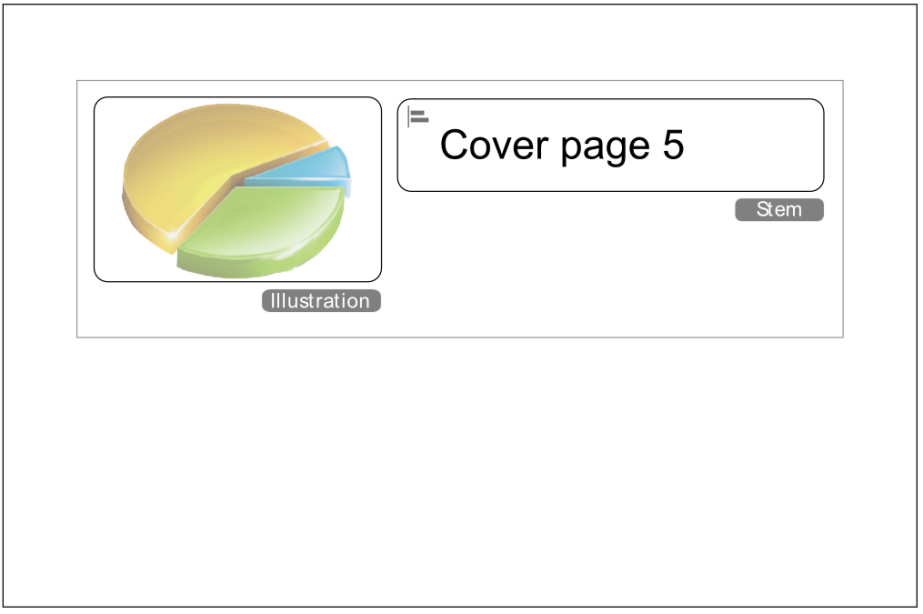 Cover page 5
Stem
Illustration